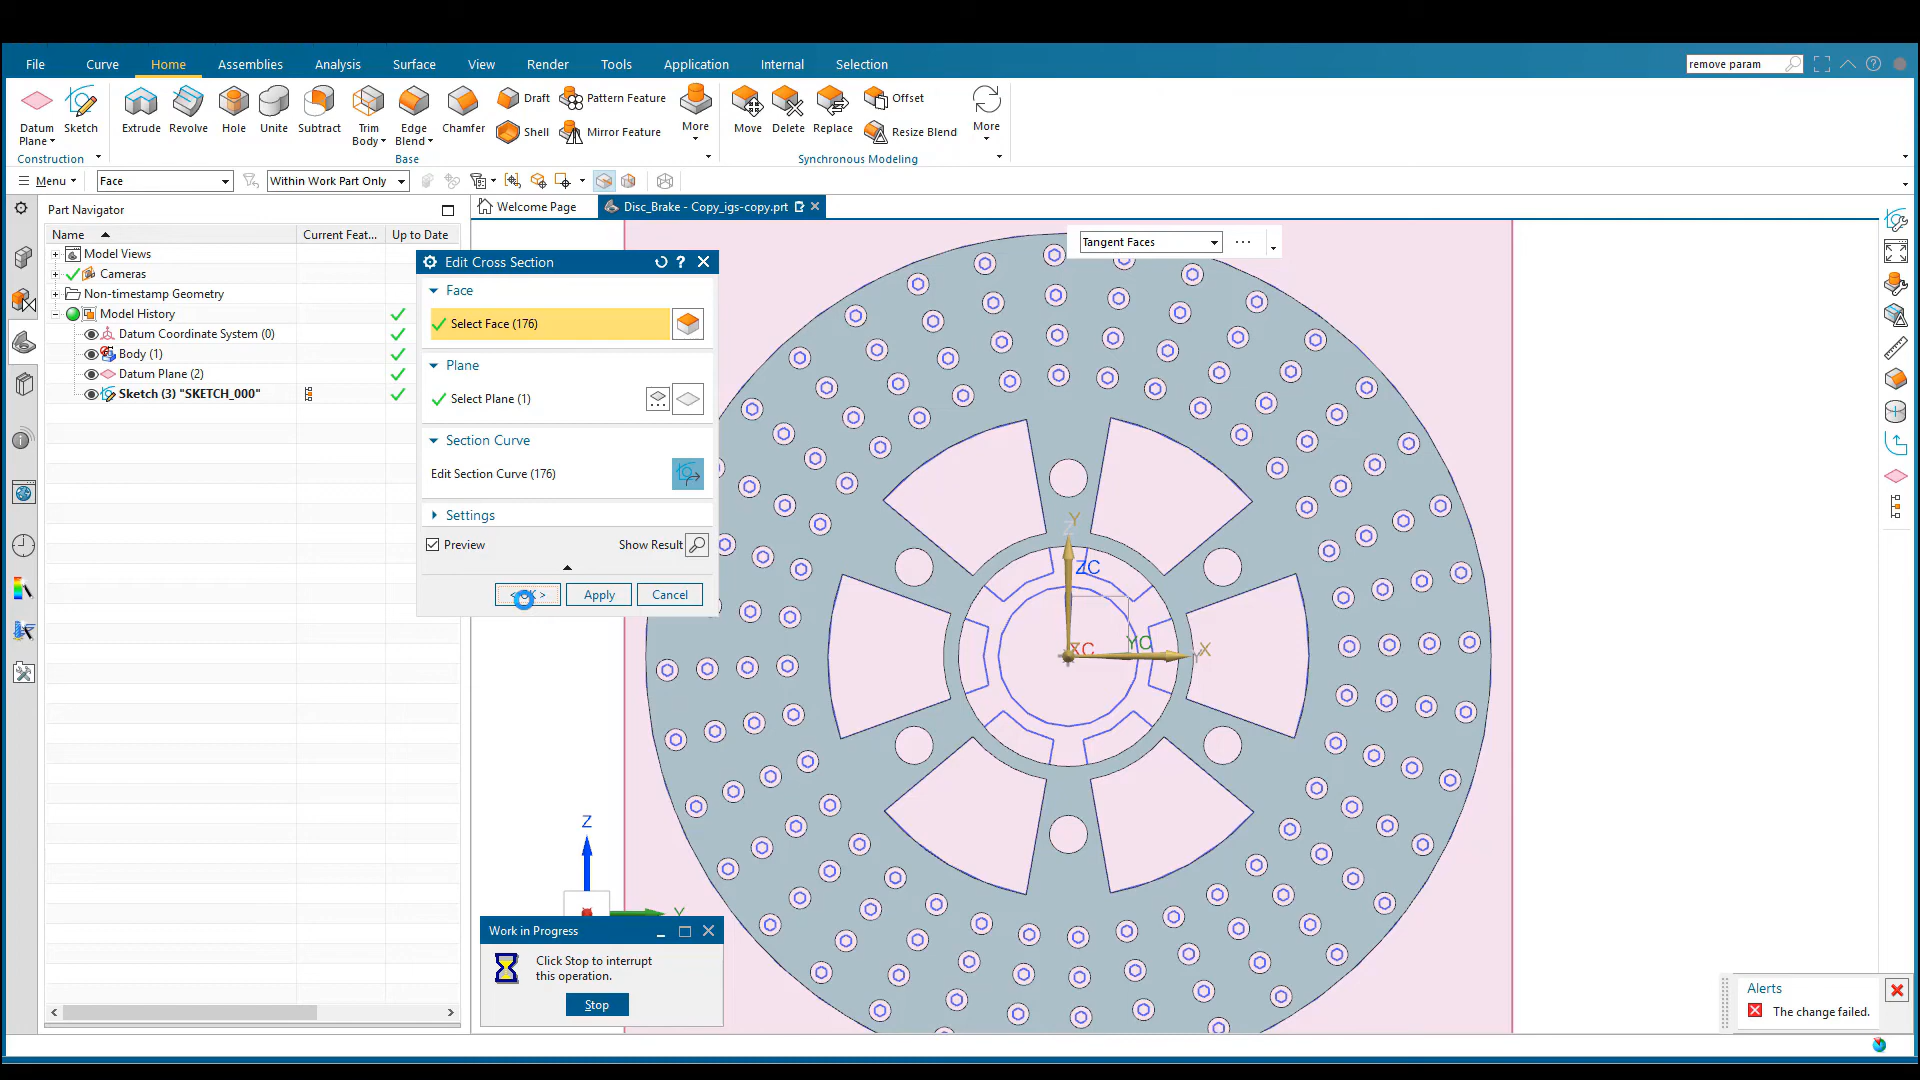 File Curve Home Assemblies Analysis Surface View Render Tools Application Internal Selection remove param
Datum Plane Sketch Extrude Revolve Hole Unite Subtract Trim Body Edge Blend Chamfer Draft Shell Pattern Feature Mirror Feature More Move Delete Replace Offset Resize Blend More
Construction Base Synchronous Modeling
Menu Face Within Work Part Only
Part Navigator Welcome Page Disc_Brake - Copy_igs-copy.prt
Name Current Feat... Up to Date
Tangent Faces
Model Views
Cameras
Non-timestamp Geometry
Model History
Datum Coordinate System (0)
Body (1)
Datum Plane (2)
Sketch (3) "SKETCH_000"
Edit Cross Section
Face
Select Face (176)
Plane
Select Plane (1)
Section Curve
Edit Section Curve (176)
Settings
Preview Show Result
Apply Cancel
Y
ZC
XC YC X
Z
Y
Work in Progress
Click Stop to interrupt
this operation.
Stop
Alerts
The change failed.